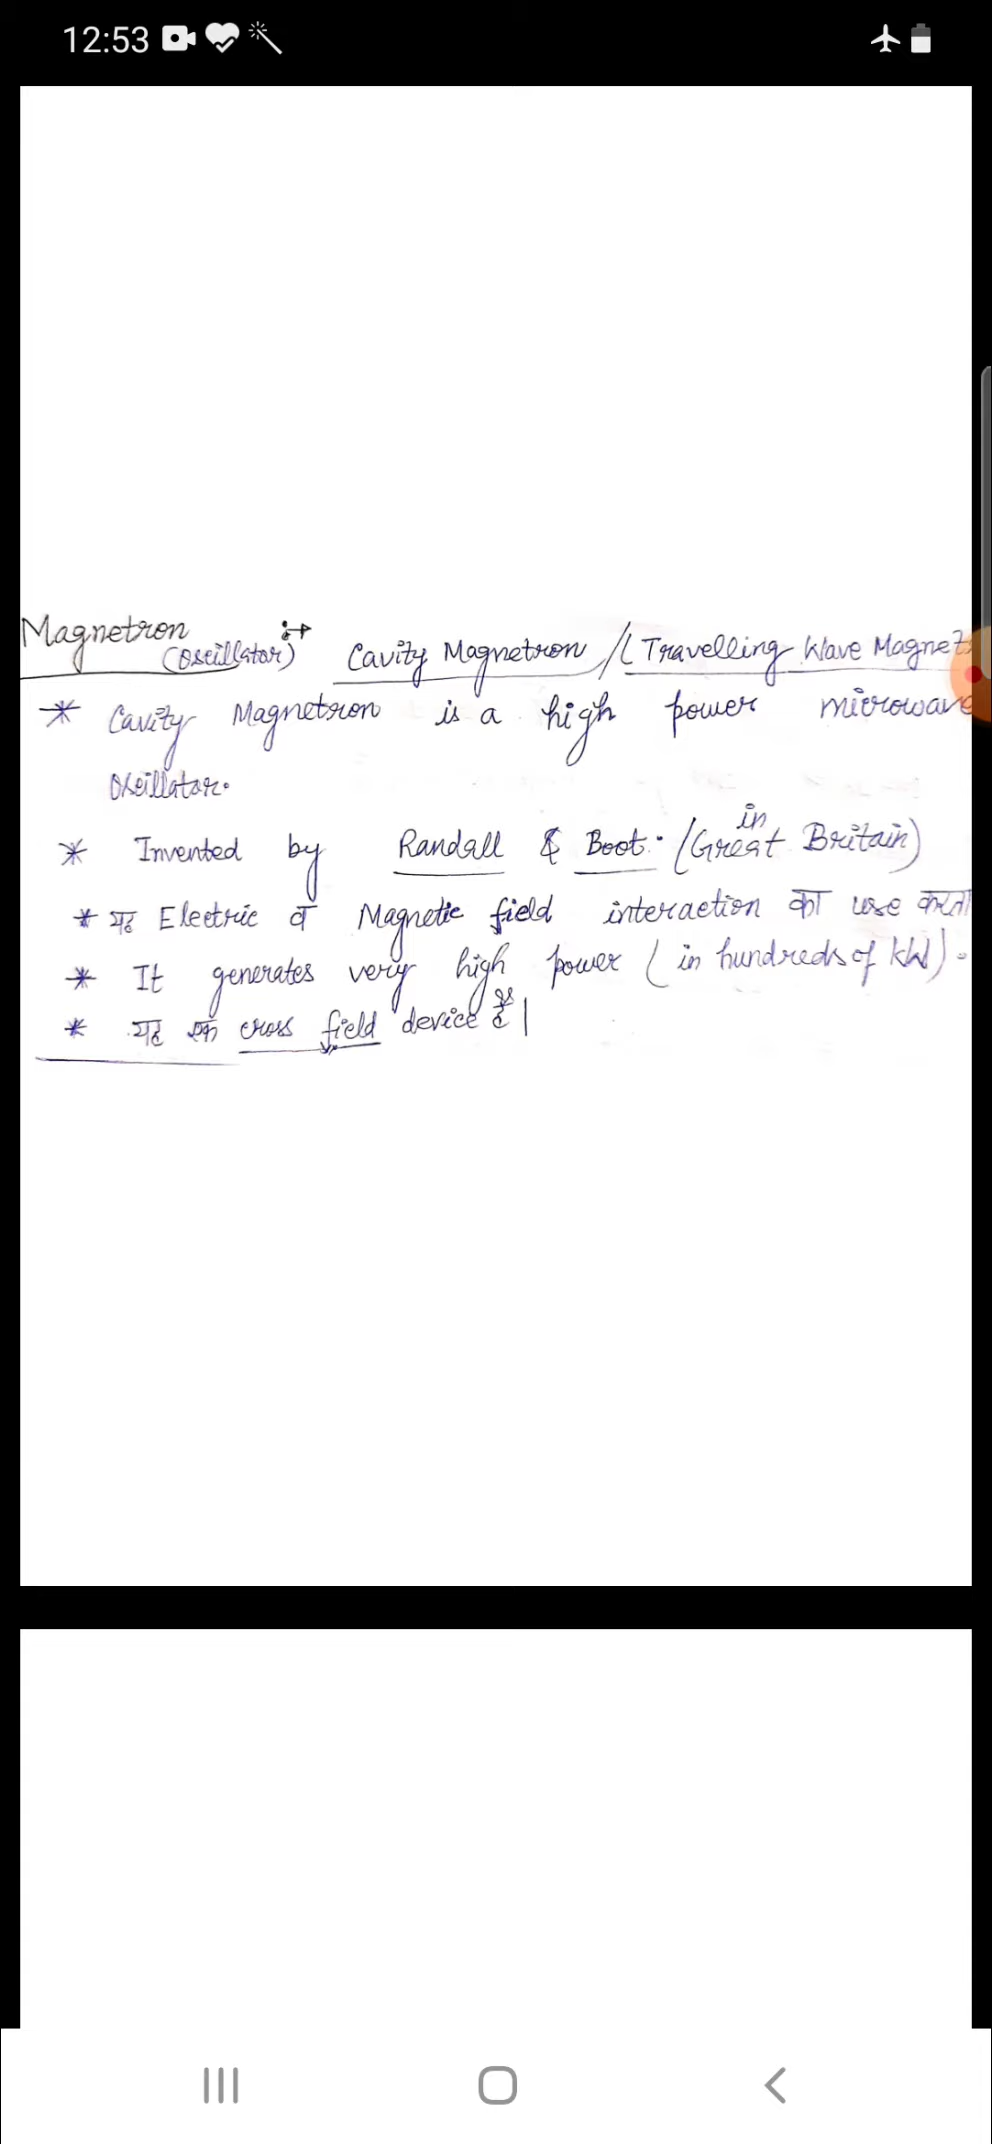 12:53
Magnetron
(Oscillator) :→ Cavity Magnetron / (Travelling Wave Magnet
* Cavity Magnetron is a high power microwave
Oscillator.
* Invented by Randall & Boot. (in Great Britain)
* यह Electric व Magnetic field interaction का use करता
* It generates very high power (in hundreds of kW).
* यह एक cross field device है |